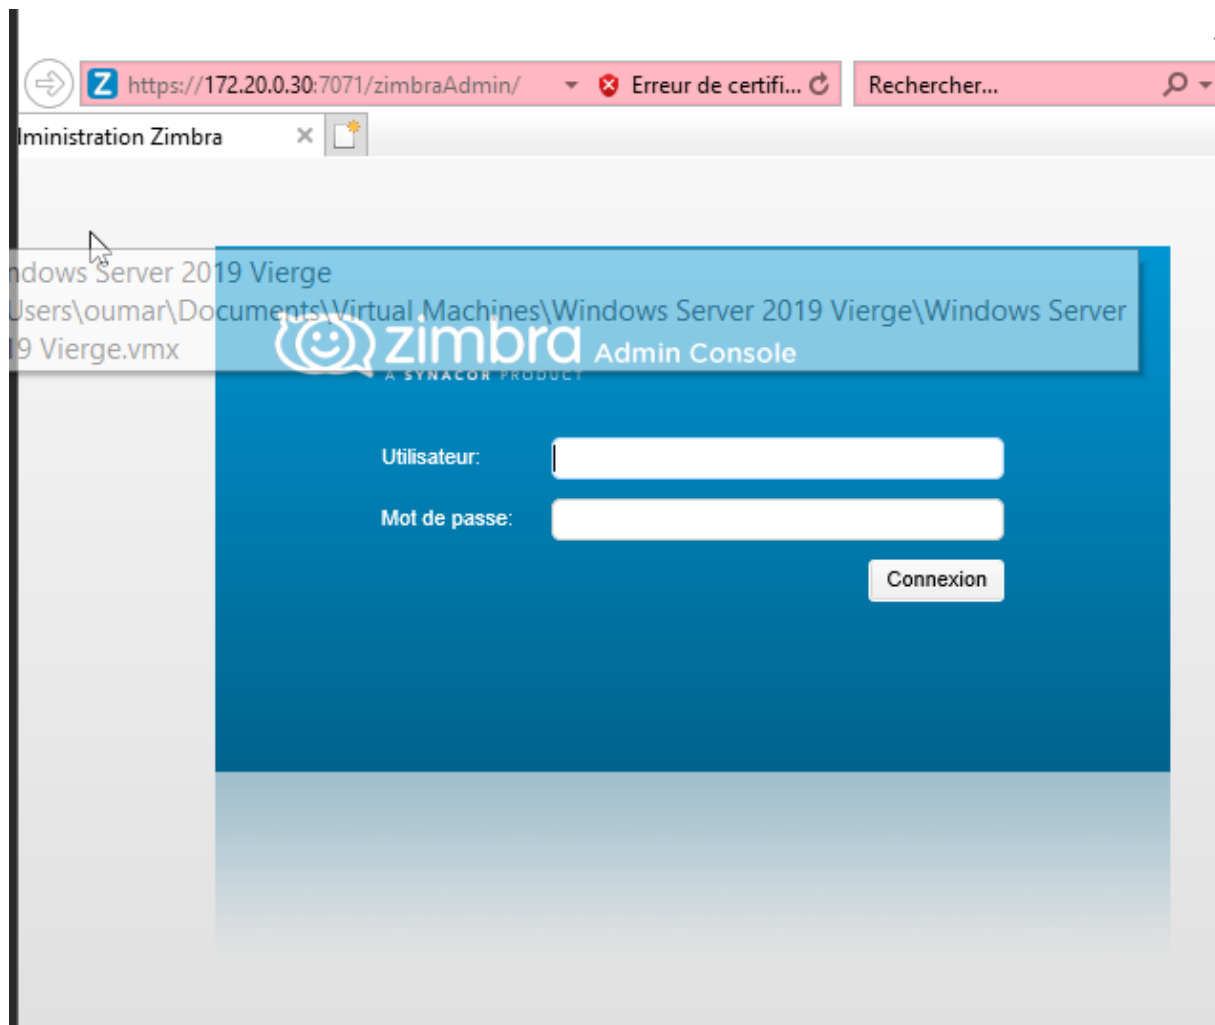 https://172.20.0.30:7071/zimbraAdmin/ Erreur de certifi... Rechercher...
lministration Zimbra
ndows Server 2019 Vierge
Users\oumar\Documents\Virtual Machines\Windows Server 2019 Vierge\Windows Server
19 Vierge.vmx
zimbra Admin Console
A SYNACOR PRODUCT
Utilisateur:
Mot de passe:
Connexion